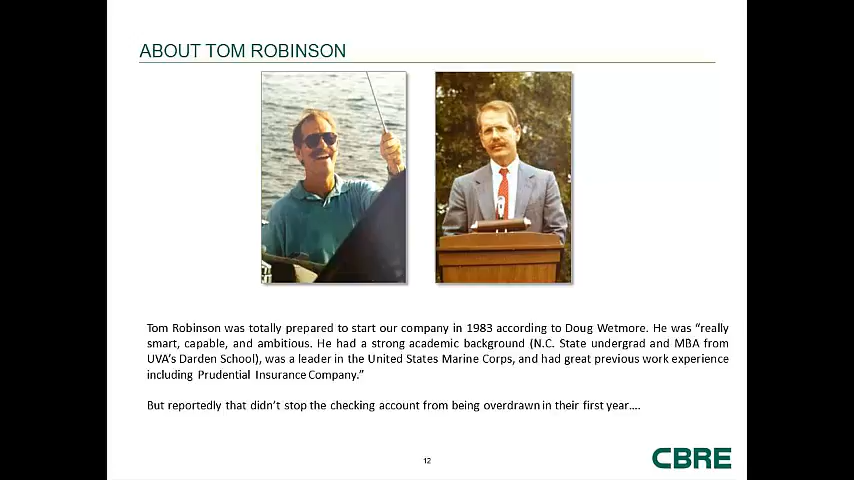 ABOUT TOM ROBINSON
Tom Robinson was totally prepared to start our company in 1983 according to Doug Wetmore. He was “really
smart, capable, and ambitious. He had a strong academic background (N.C. State undergrad and MBA from
UVA’s Darden School), was a leader in the United States Marine Corps, and had great previous work experience
including Prudential Insurance Company.”
But reportedly that didn’t stop the checking account from being overdrawn in their first year….
12
CBRE